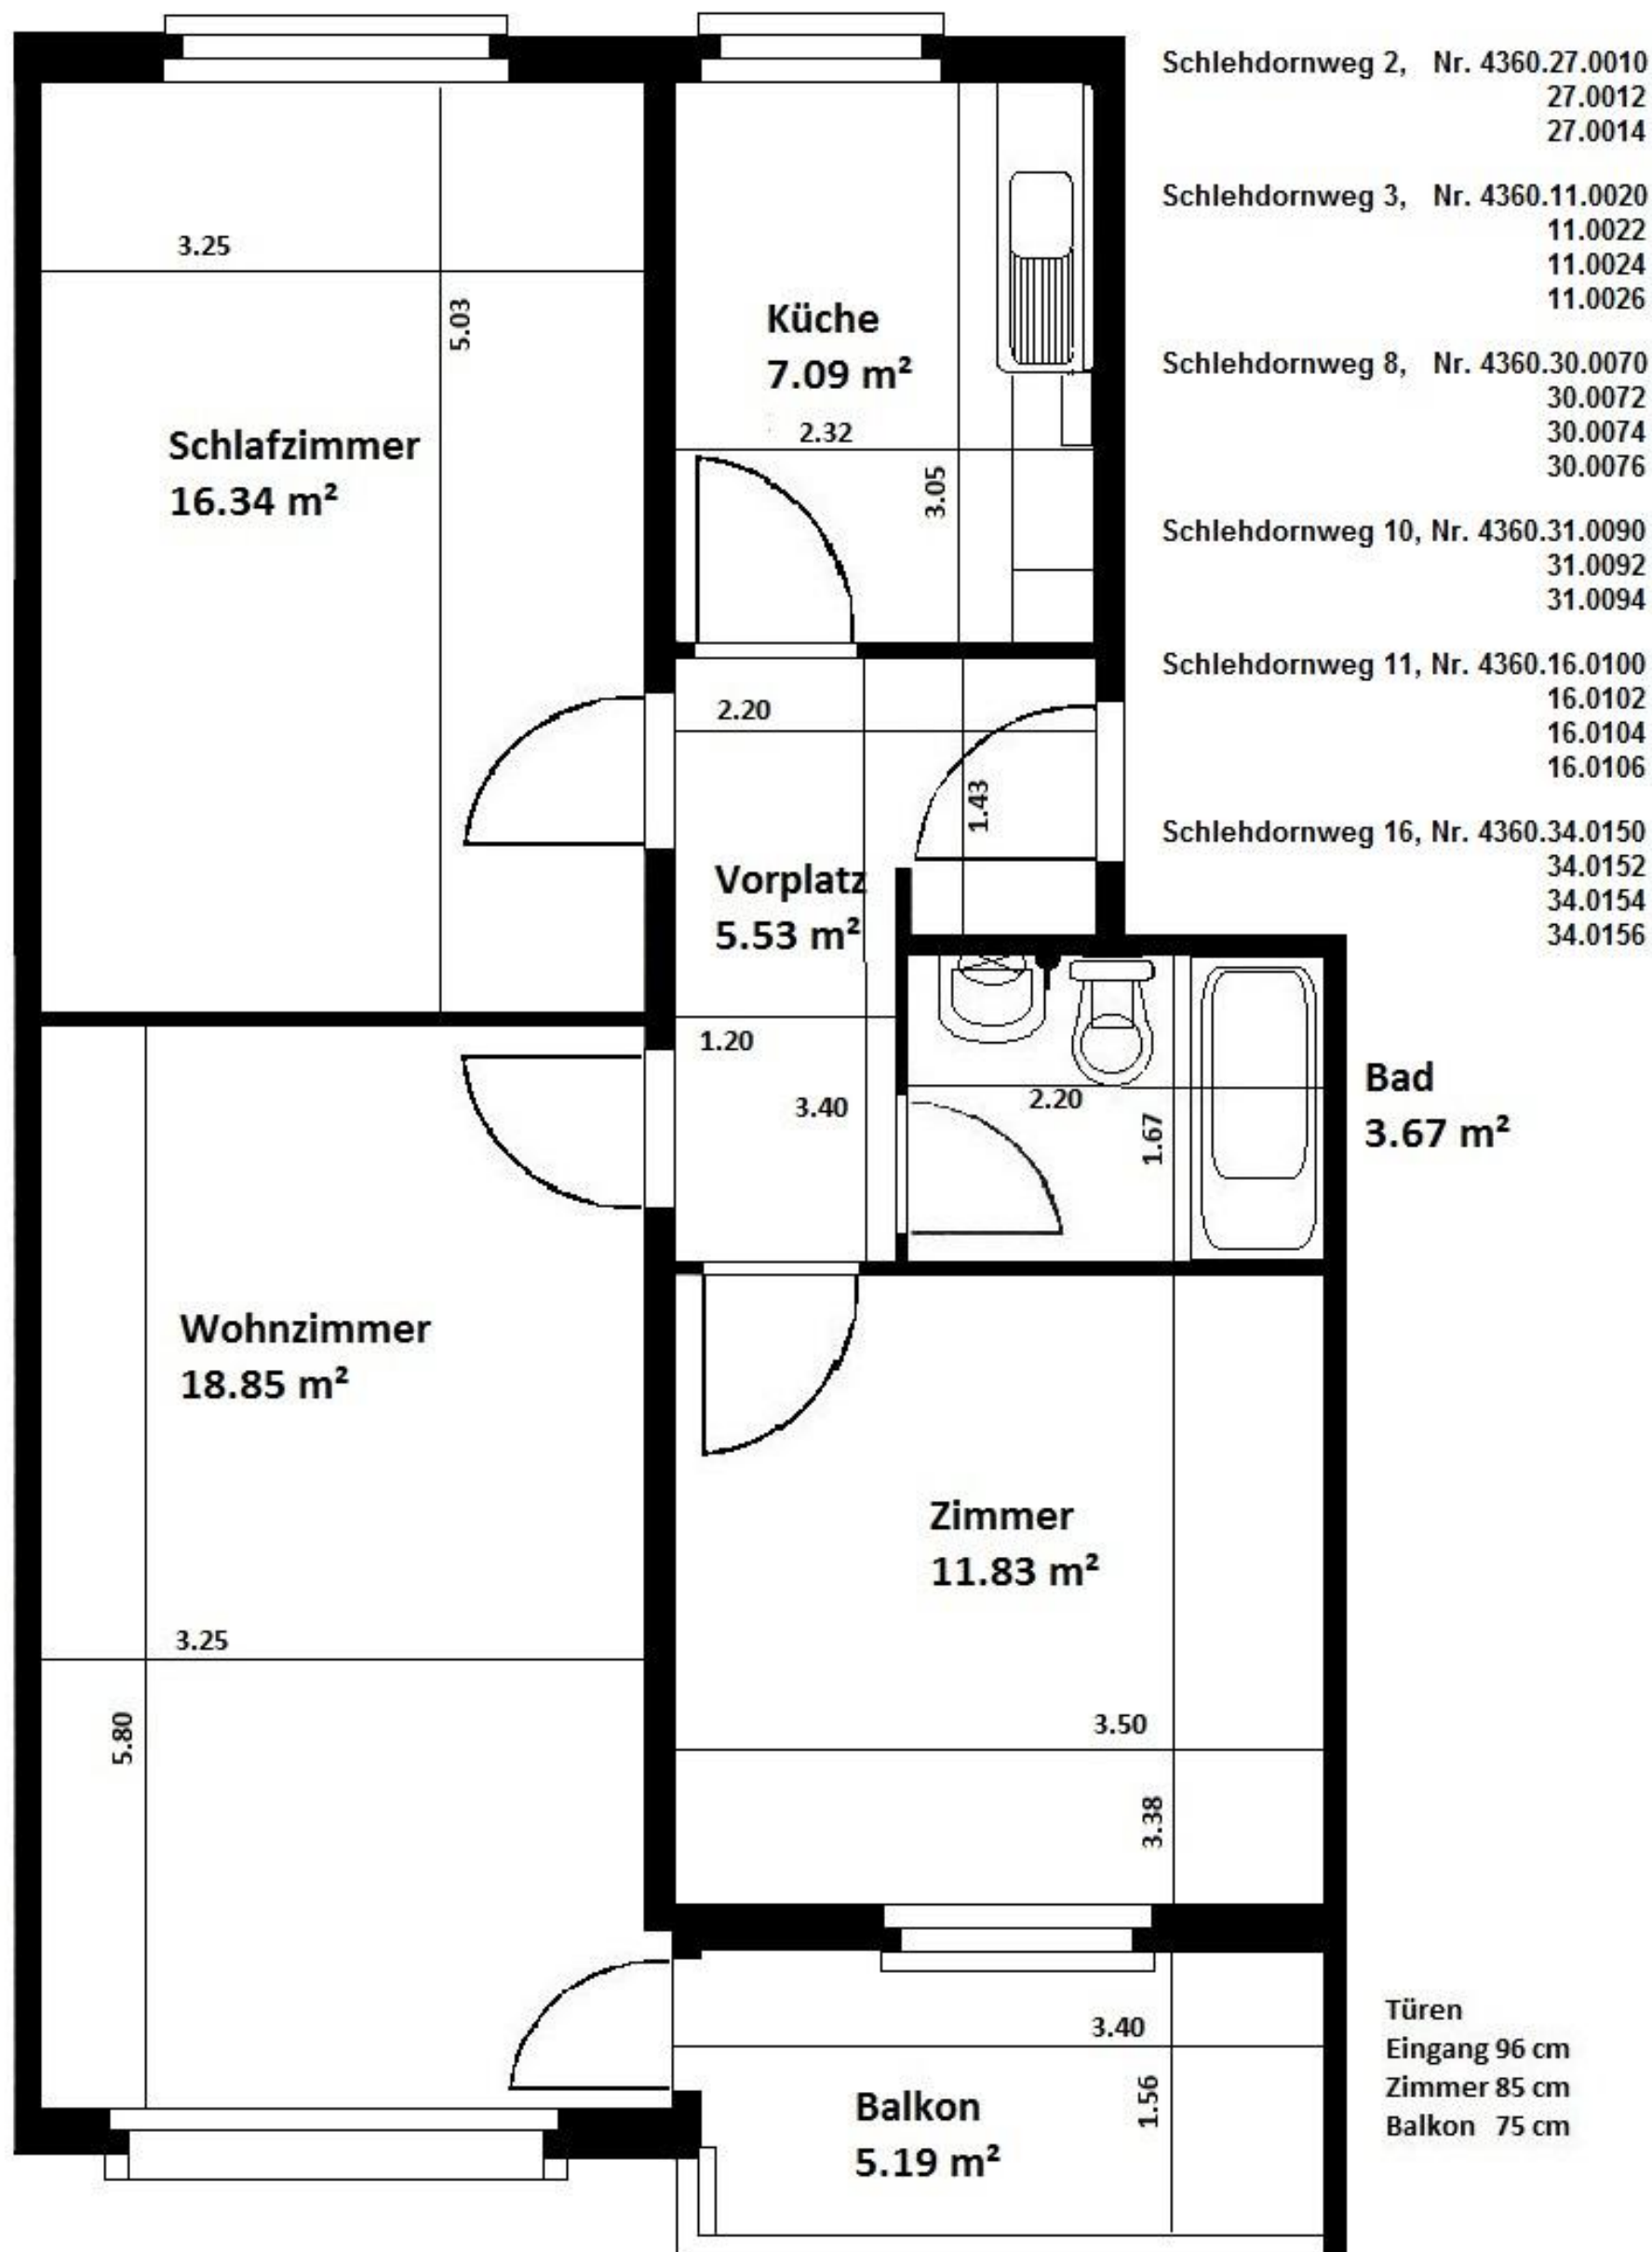 Schlehdornweg 2, Nr. 4360.27.0010
27.0012
27.0014
Schlehdornweg 3, Nr. 4360.11.0020
11.0022
11.0024
11.0026
Schlehdornweg 8, Nr. 4360.30.0070
30.0072
30.0074
30.0076
Schlehdornweg 10, Nr. 4360.31.0090
31.0092
31.0094
Schlehdornweg 11, Nr. 4360.16.0100
16.0102
16.0104
16.0106
Schlehdornweg 16, Nr. 4360.34.0150
34.0152
34.0154
34.0156
3.25
5.03
Schlafzimmer
16.34 m²
Küche
7.09 m²
2.32
3.05
2.20
1.43
Vorplatz
5.53 m²
1.20
3.40
2.20
1.67
Bad
3.67 m²
Wohnzimmer
18.85 m²
3.25
5.80
Zimmer
11.83 m²
3.50
3.38
3.40
1.56
Balkon
5.19 m²
Türen
Eingang 96 cm
Zimmer 85 cm
Balkon 75 cm